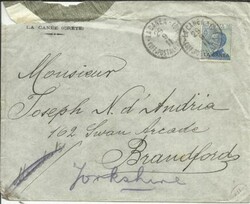 LA CANEE (CRETE)
Monsieur
Joseph N. d'Andria
162 Swan Arcade
Brandford
Yorkshire